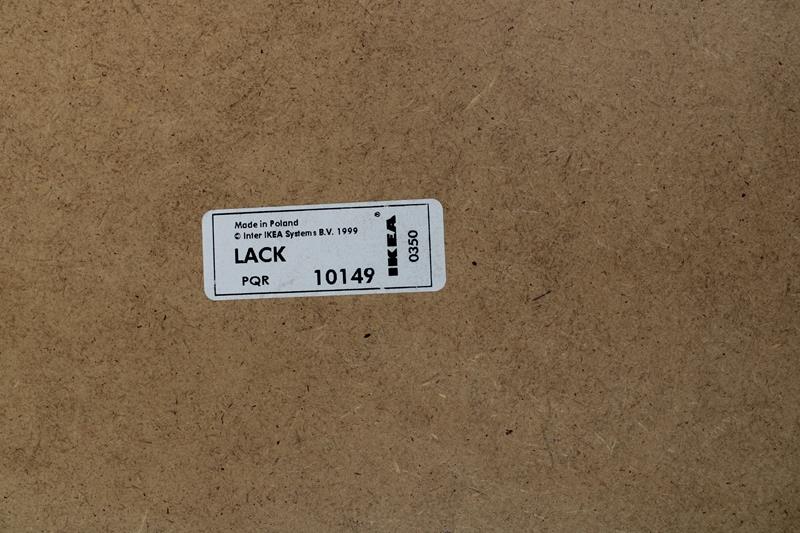 Made in Poland
© Inter IKEA Systems B.V. 1999
LACK
PQR 10149
IKEA®
0350